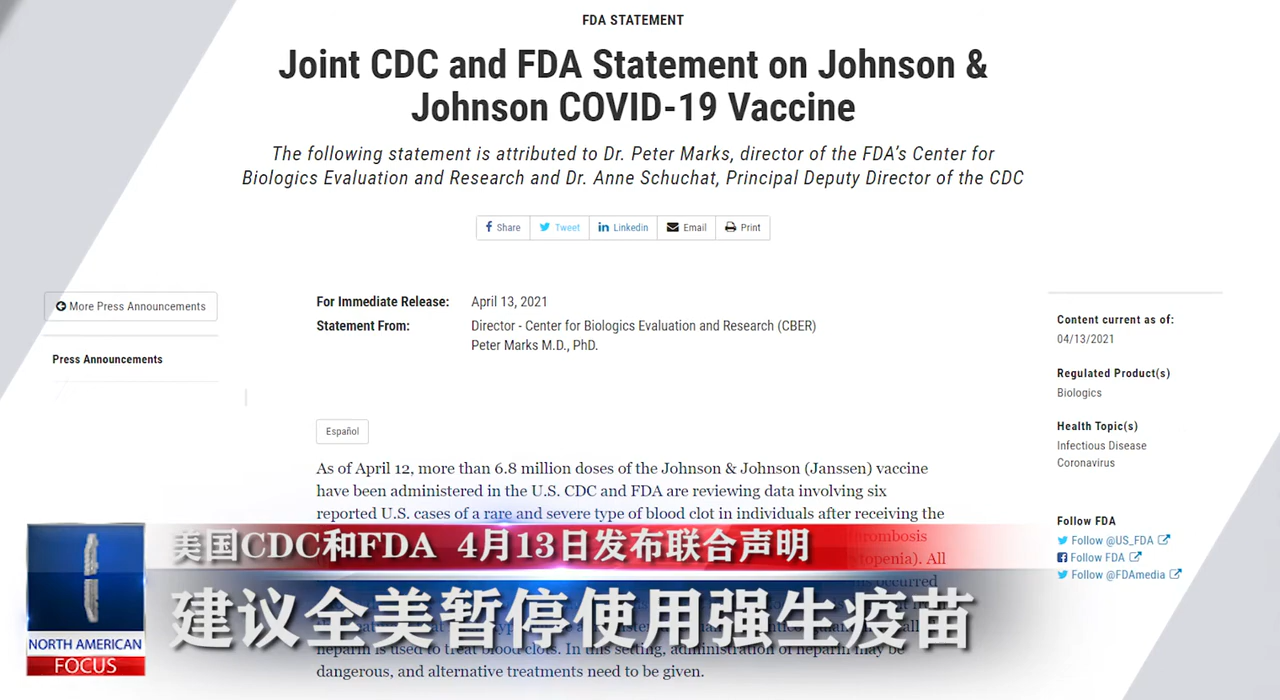 FDA STATEMENT
Joint CDC and FDA Statement on Johnson &
Johnson COVID-19 Vaccine
The following statement is attributed to Dr. Peter Marks, director of the FDA's Center for
Biologics Evaluation and Research and Dr. Anne Schuchat, Principal Deputy Director of the CDC
Share Tweet Linkedin Email Print
More Press Announcements
Press Announcements
For Immediate Release: April 13, 2021
Statement From: Director - Center for Biologics Evaluation and Research (CBER)
Peter Marks M.D., PhD.
Content current as of:
04/13/2021
Regulated Product(s)
Biologics
Health Topic(s)
Infectious Disease
Coronavirus
Follow FDA
Follow @US_FDA
Follow FDA
Follow @FDAmedia
Español
As of April 12, more than 6.8 million doses of the Johnson & Johnson (Janssen) vaccine
have been administered in the U.S. CDC and FDA are reviewing data involving six
reported U.S. cases of a rare and severe type of blood clot in individuals after receiving the
All
occurred
heparin is used to treat blood clots. In this setting, administration of heparin may be
dangerous, and alternative treatments need to be given.
美国CDC和FDA 4月13日发布联合声明
建议全美暂停使用强生疫苗
NORTH AMERICAN
FOCUS